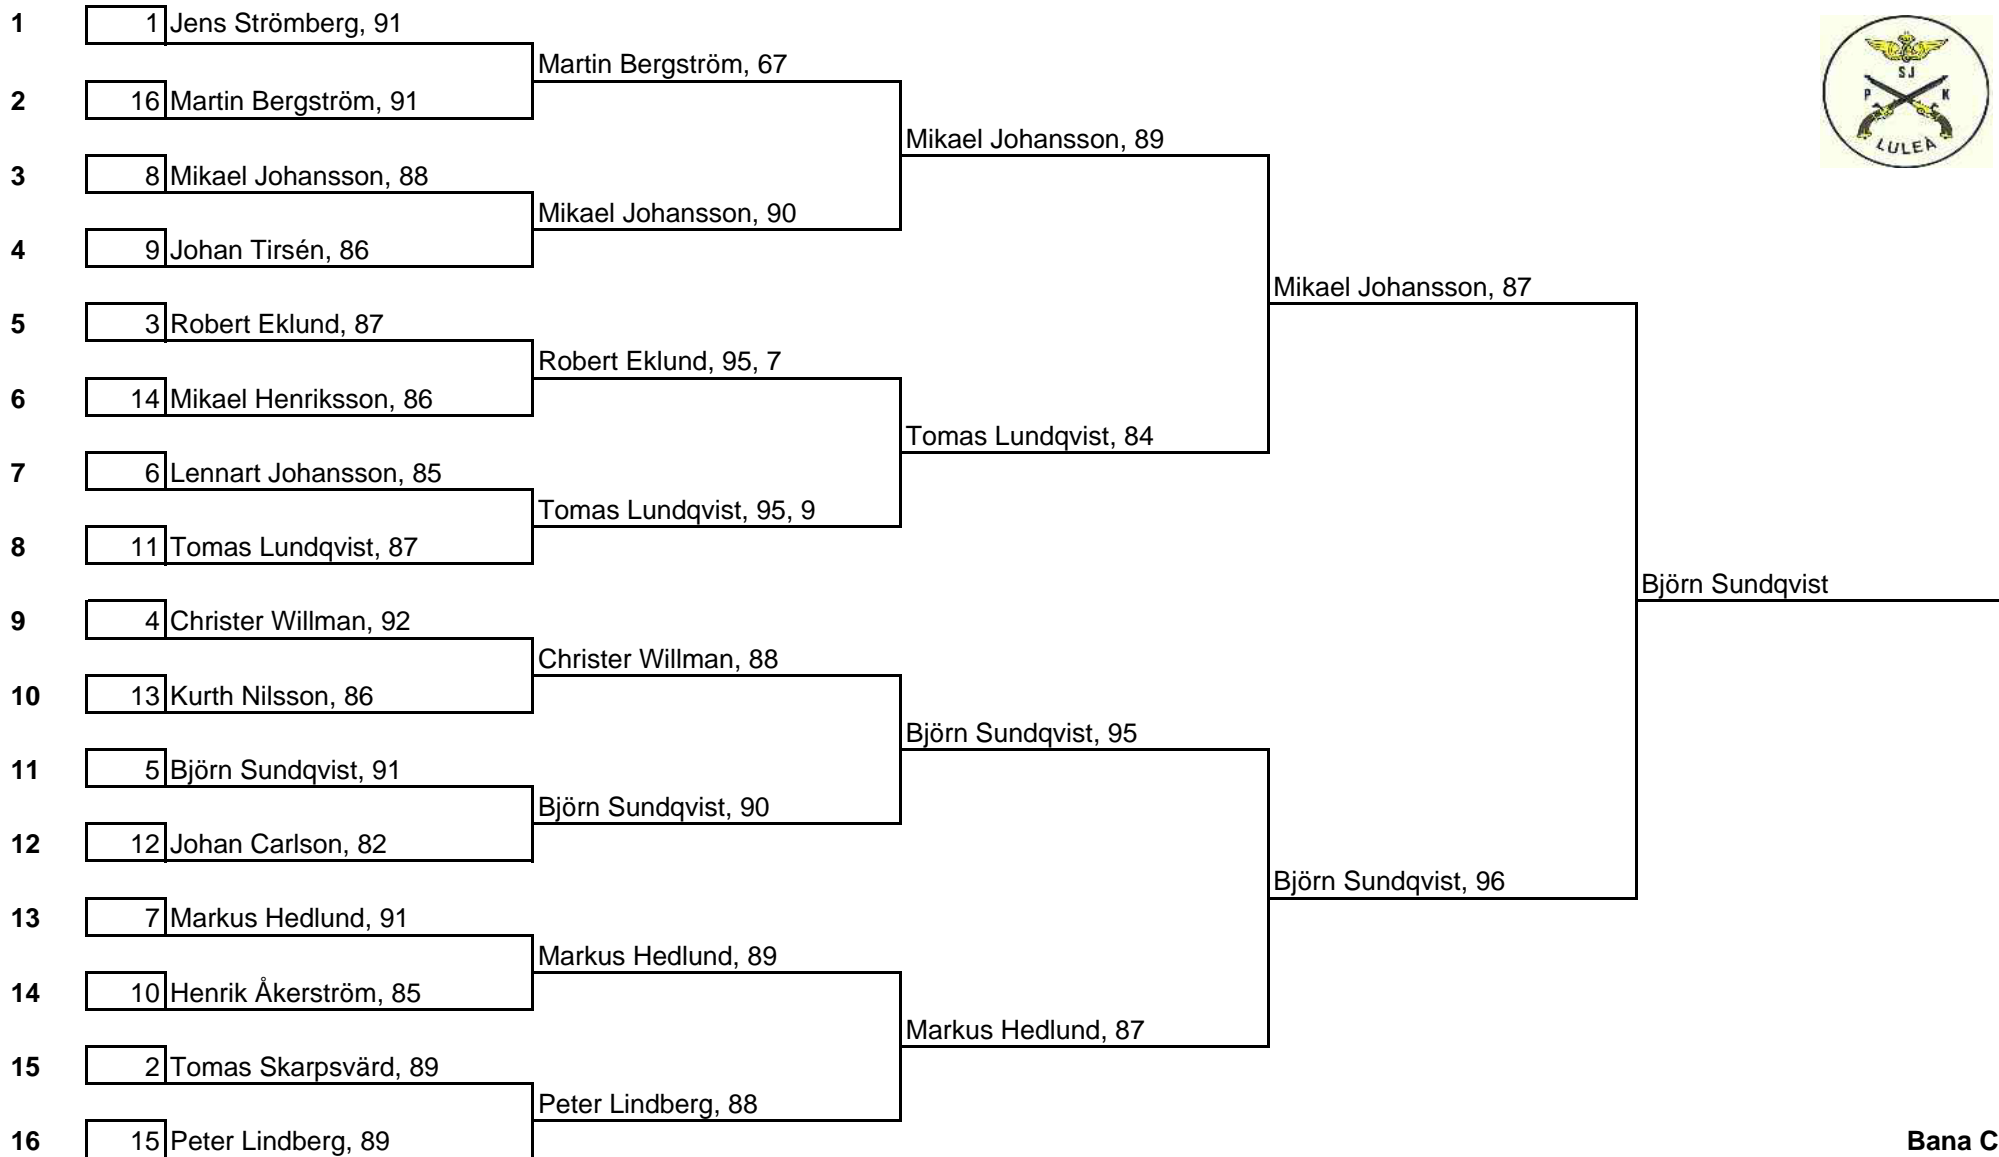 1 1 Jens Strömberg, 91
Martin Bergström, 67
2 16 Martin Bergström, 91
Mikael Johansson, 89
3 8 Mikael Johansson, 88
Mikael Johansson, 90
4 9 Johan Tirsén, 86
Mikael Johansson, 87
5 3 Robert Eklund, 87
Robert Eklund, 95, 7
6 14 Mikael Henriksson, 86
Tomas Lundqvist, 84
7 6 Lennart Johansson, 85
Tomas Lundqvist, 95, 9
8 11 Tomas Lundqvist, 87
Björn Sundqvist
9 4 Christer Willman, 92
Christer Willman, 88
10 13 Kurth Nilsson, 86
Björn Sundqvist, 95
11 5 Björn Sundqvist, 91
Björn Sundqvist, 90
12 12 Johan Carlson, 82
Björn Sundqvist, 96
13 7 Markus Hedlund, 91
Markus Hedlund, 89
14 10 Henrik Åkerström, 85
Markus Hedlund, 87
15 2 Tomas Skarpsvärd, 89
Peter Lindberg, 88
16 15 Peter Lindberg, 89
Bana C
SJ
P K
C
LULEÅ